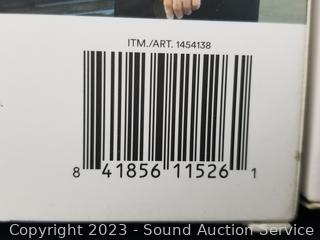 ITM./ART. 1454138
8 41856 11526 1
Copyright 2023 - Sound Auction Service